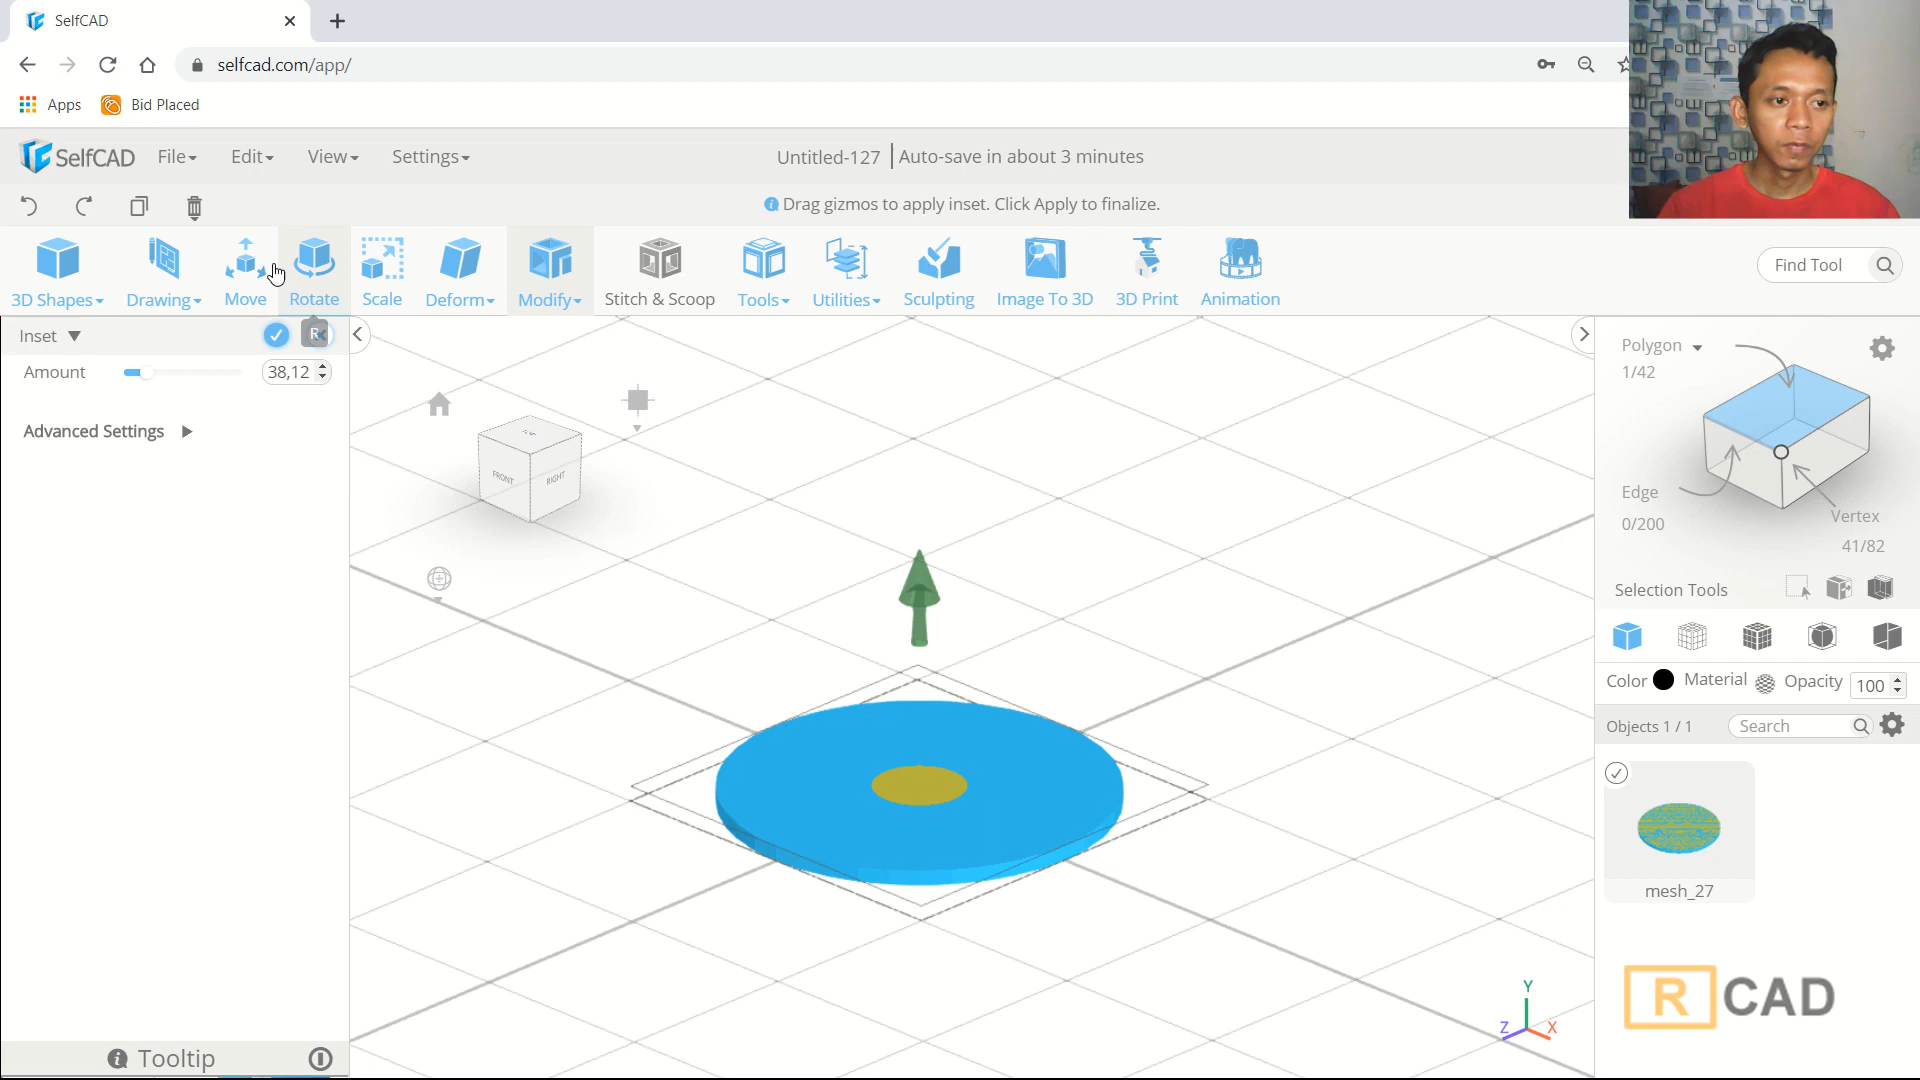 SelfCAD
selfcad.com/app/
Apps Bid Placed
SelfCAD File Edit View Settings Untitled-127 Auto-save in about 3 minutes
Drag gizmos to apply inset. Click Apply to finalize.
3D Shapes Drawing Move Rotate Scale Deform Modify Stitch & Scoop Tools Utilities Sculpting Image To 3D 3D Print Animation Find Tool
Inset R
Amount 38,12
Advanced Settings
FRONT RIGHT
Polygon
1/42
Edge
0/200
Vertex
41/82
Selection Tools
Color Material Opacity 100
Objects 1 / 1 Search
mesh_27
Y
Z X
R CAD
Tooltip